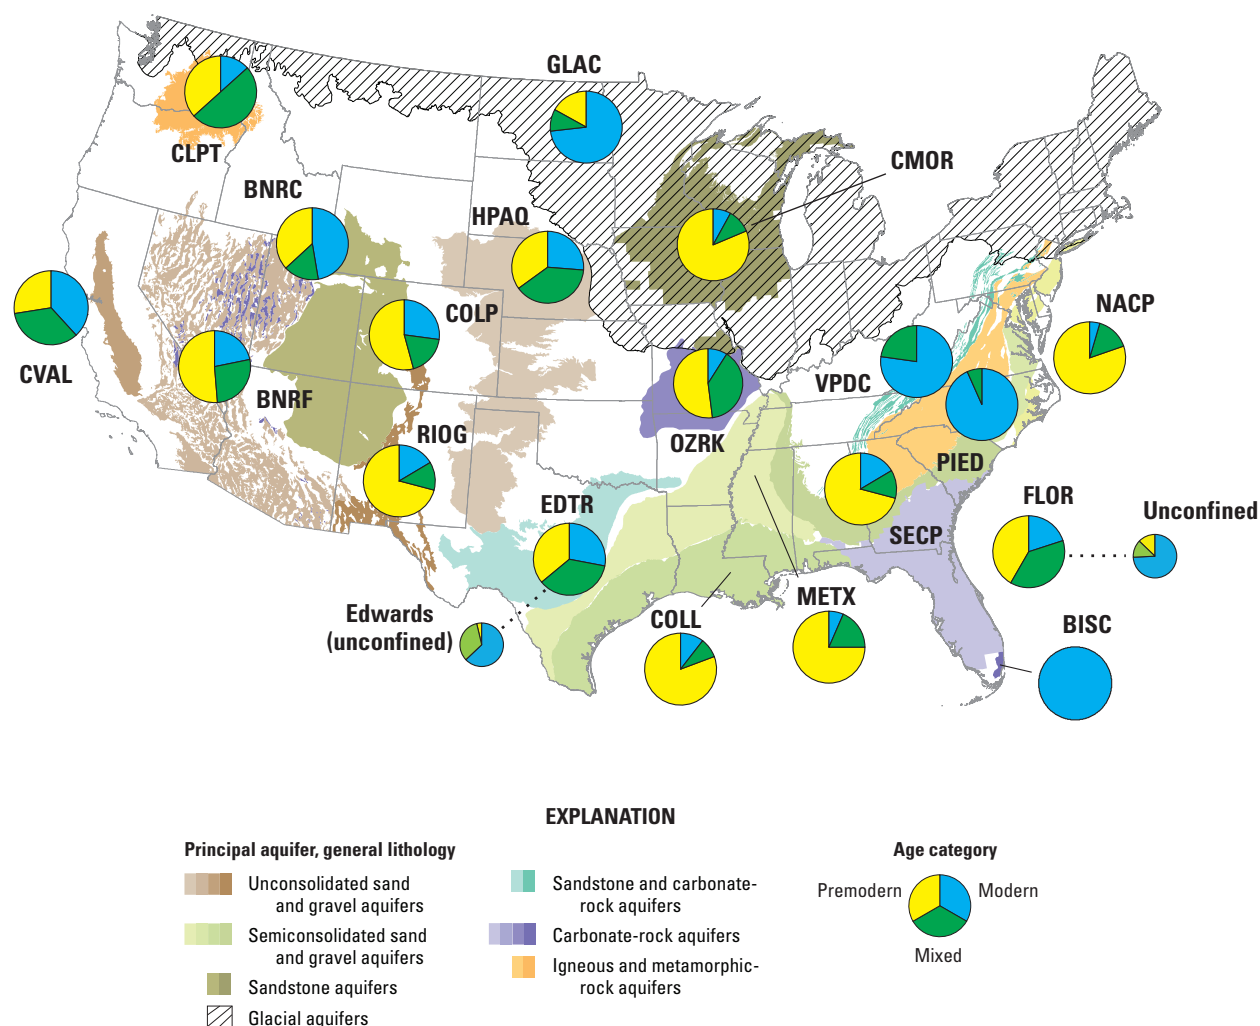 GLAC
CMOR
CLPT
BNRC
HPAQ
COLP
NACP
CVAL
VPDC
BNRF
RIOG
OZRK
PIED
EDTR
FLOR
Unconfined
SECP
Edwards
(unconfined)
COLL
METX
BISC
EXPLANATION
Principal aquifer, general lithology
Unconsolidated sand
and gravel aquifers
Semiconsolidated sand
and gravel aquifers
Sandstone aquifers
Glacial aquifers
Sandstone and carbonate-
rock aquifers
Carbonate-rock aquifers
Igneous and metamorphic-
rock aquifers
Age category
Premodern
Modern
Mixed